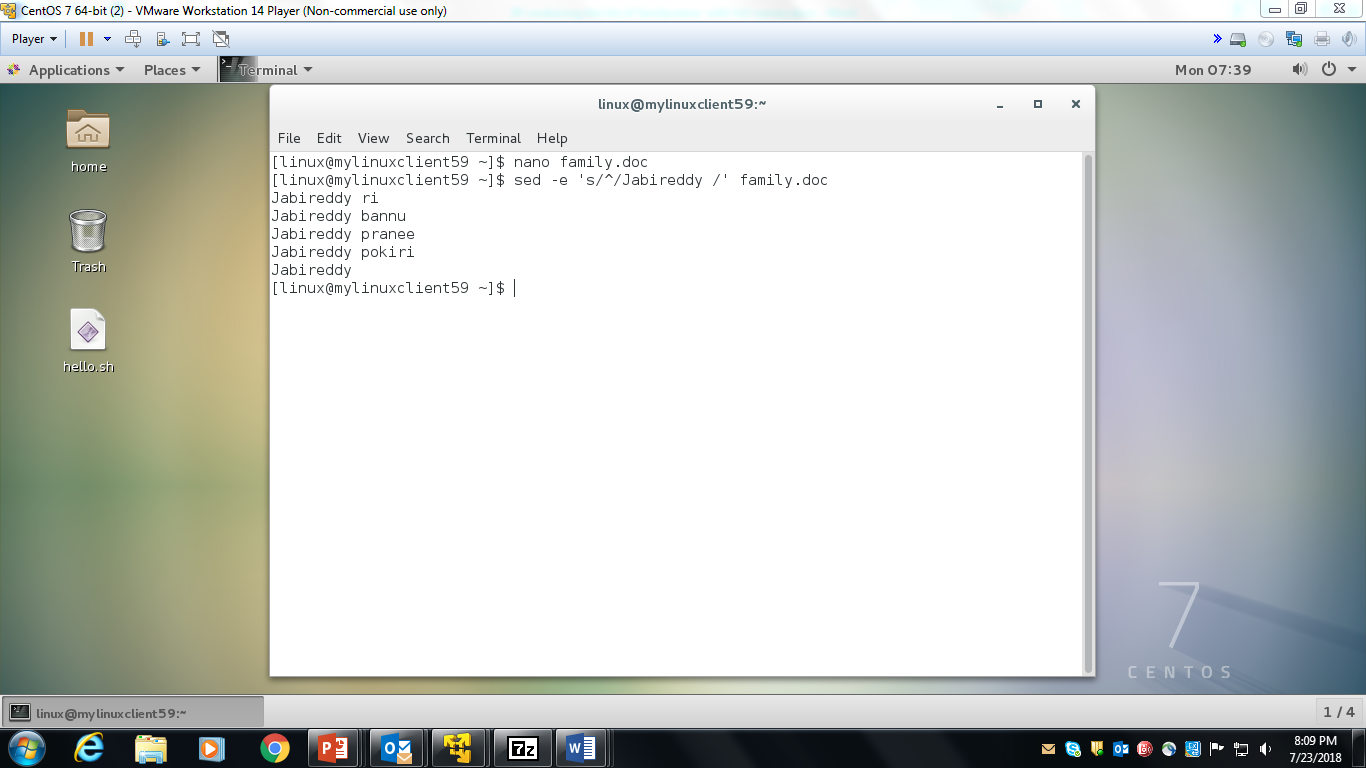 CentOS 7 64-bit (2) - VMware Workstation 14 Player (Non-commercial use only)
Player
Applications Places Terminal Mon 07:39
home
Trash
hello.sh
linux@mylinuxclient59:~
File Edit View Search Terminal Help
[linux@mylinuxclient59 ~]$ nano family.doc
[linux@mylinuxclient59 ~]$ sed -e 's/^/Jabireddy /' family.doc
Jabireddy ri
Jabireddy bannu
Jabireddy pranee
Jabireddy pokiri
Jabireddy
[linux@mylinuxclient59 ~]$
7
CENTOS
linux@mylinuxclient59:~
1 / 4
8:09 PM
7/23/2018